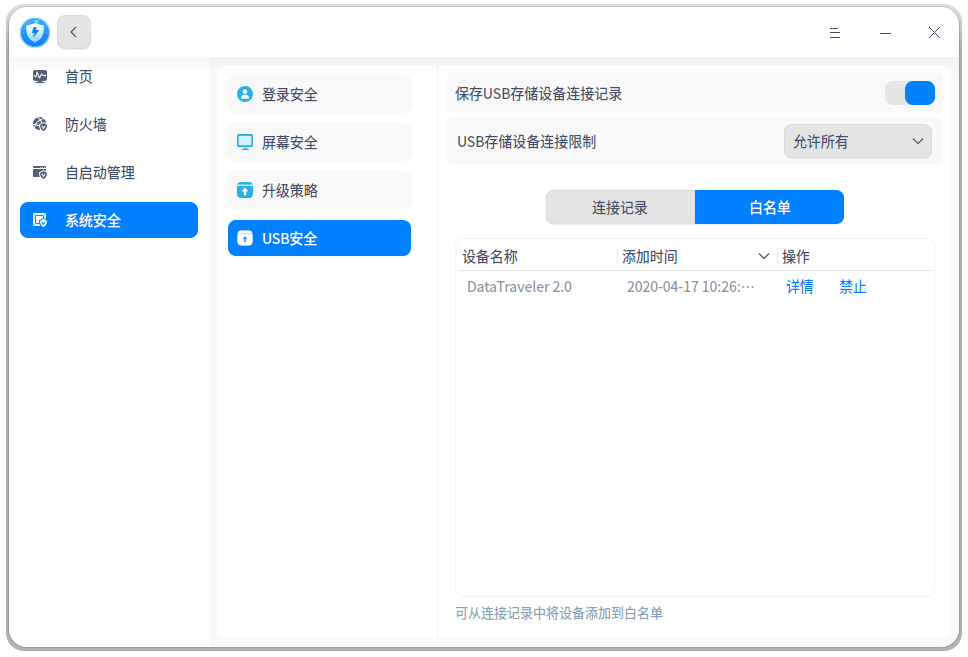 首页
防火墙
自启动管理
系统安全
登录安全
屏幕安全
升级策略
USB安全
保存USB存储设备连接记录
USB存储设备连接限制 允许所有
连接记录 白名单
设备名称 添加时间 操作
DataTraveler 2.0 2020-04-17 10:26:··· 详情 禁止
可从连接记录中将设备添加到白名单